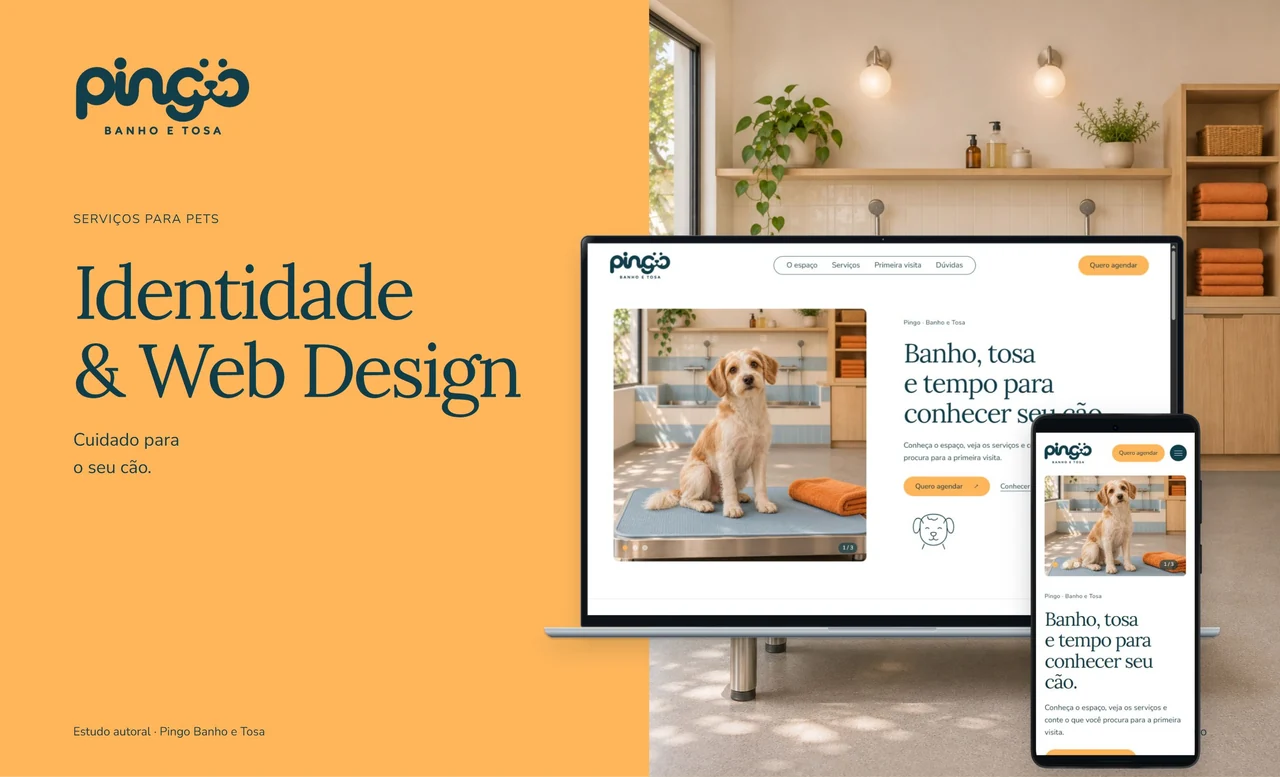 pingo
BANHO E TOSA
SERVIÇOS PARA PETS
Identidade
& Web Design
Cuidado para
o seu cão.
Estudo autoral · Pingo Banho e Tosa
pingo
BANHO E TOSA
O espaço
Serviços
Primeira visita
Dúvidas
Quero agendar
1 / 3
Pingo · Banho e Tosa
Banho, tosa
e tempo para
conhecer seu cão
Conheça o espaço, veja os serviços e
procura para a primeira visita.
Quero agendar ↗
Conhecer
pingo
BANHO E TOSA
Quero agendar
1 / 3
Pingo · Banho e Tosa
Banho, tosa
e tempo para
conhecer seu
cão.
Conheça o espaço, veja os serviços e
conte o que você procura para a primeira
visita.